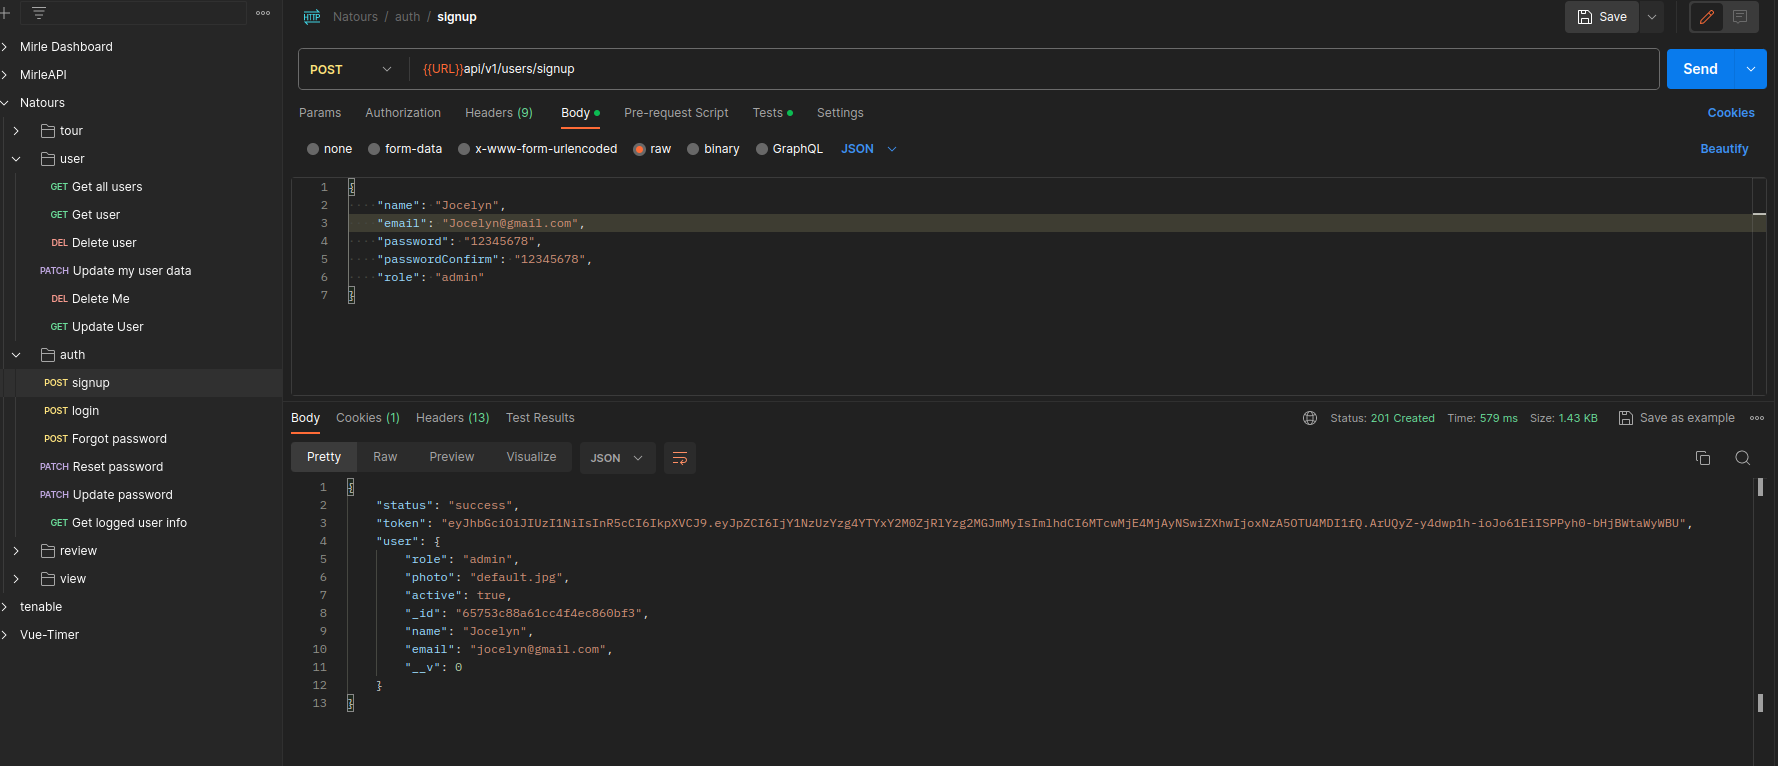 Mirle Dashboard
MirleAPI
Natours
tour
user
GET Get all users
GET Get user
DEL Delete user
PATCH Update my user data
DEL Delete Me
GET Update User
auth
POST signup
POST login
POST Forgot password
PATCH Reset password
PATCH Update password
GET Get logged user info
review
view
tenable
Vue-Timer
HTTP Natours / auth / signup
Save
POST {{URL}}api/v1/users/signup
Send
Params Authorization Headers (9) Body Pre-request Script Tests Settings Cookies
none form-data x-www-form-urlencoded raw binary GraphQL JSON Beautify
1 {
2 "name": "Jocelyn",
3 "email": "Jocelyn@gmail.com",
4 "password": "12345678",
5 "passwordConfirm": "12345678",
6 "role": "admin"
7 }
Body Cookies (1) Headers (13) Test Results Status: 201 Created Time: 579 ms Size: 1.43 KB Save as example
Pretty Raw Preview Visualize JSON
1 {
2 "status": "success",
3 "token": "eyJhbGciOiJIUzI1NiIsInR5cCI6IkpXVCJ9.eyJpZCI6IjY1NzUzYzg4YTYxY2M0ZjRlYzg2MGJmMyIsImlhdCI6MTcwMjE4MjAyNSwiZXhwIjoxNzA5OTU4MDI1fQ.ArUQyZ-y4dwp1h-ioJo61EiISPPyh0-bHjBWtaWyWBU",
4 "user": {
5 "role": "admin",
6 "photo": "default.jpg",
7 "active": true,
8 "_id": "65753c88a61cc4f4ec860bf3",
9 "name": "Jocelyn",
10 "email": "jocelyn@gmail.com",
11 "__v": 0
12 }
13 }